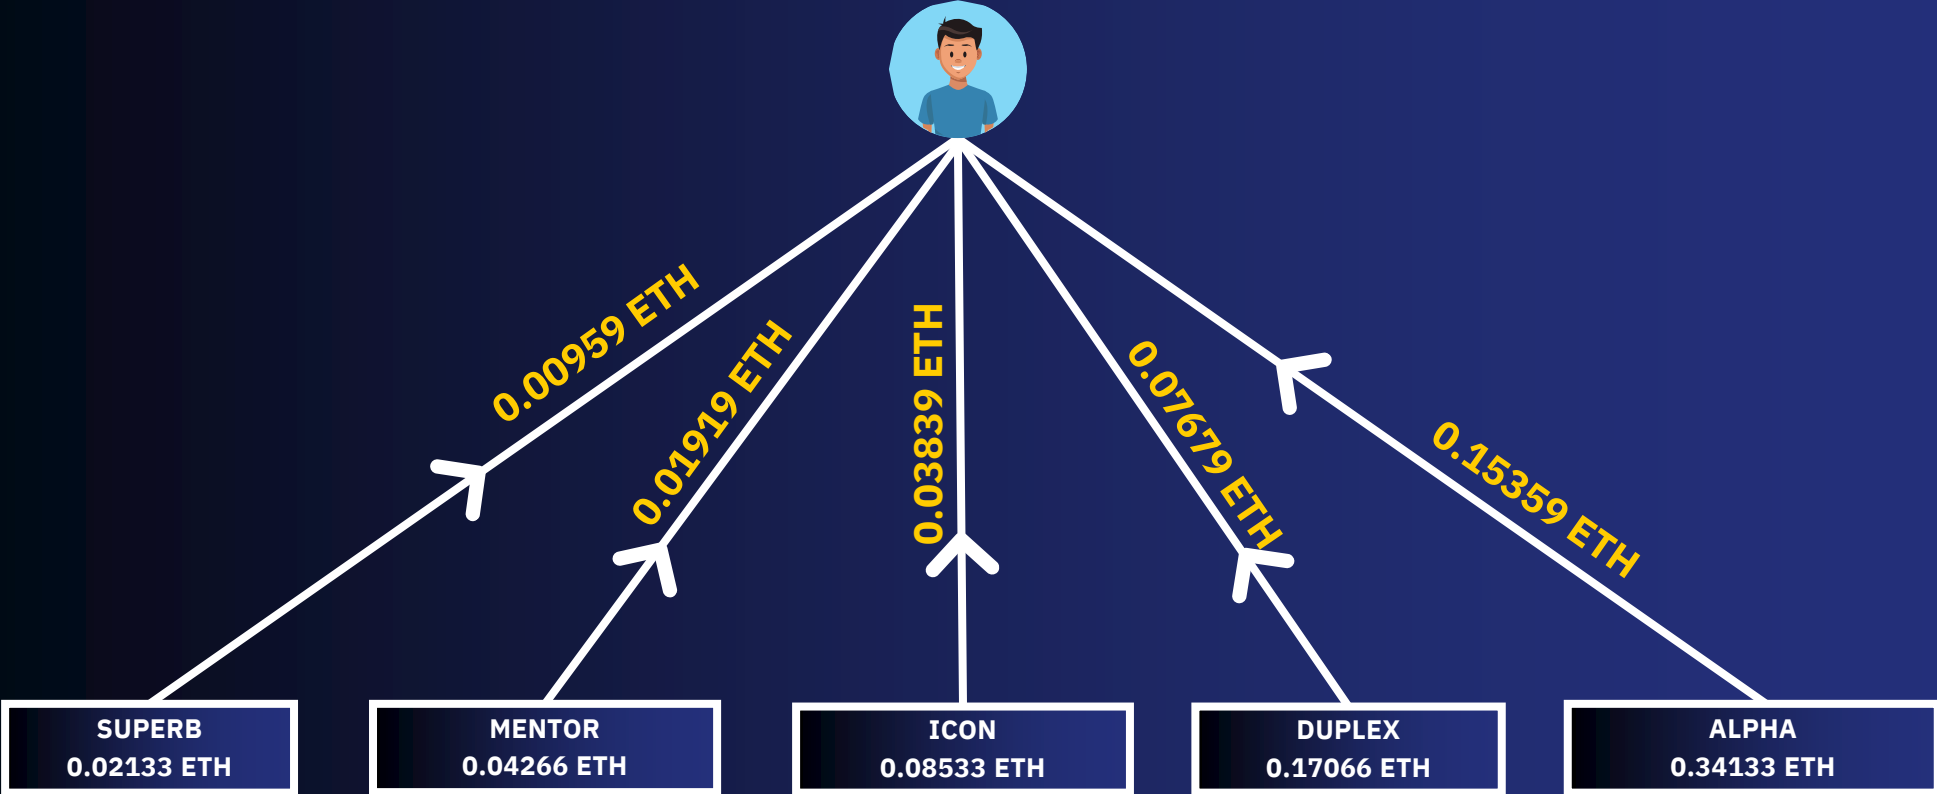 0.00959 ETH
0.01919 ETH
0.03839 ETH
0.07679 ETH
0.15359 ETH
SUPERB
0.02133 ETH
MENTOR
0.04266 ETH
ICON
0.08533 ETH
DUPLEX
0.17066 ETH
ALPHA
0.34133 ETH